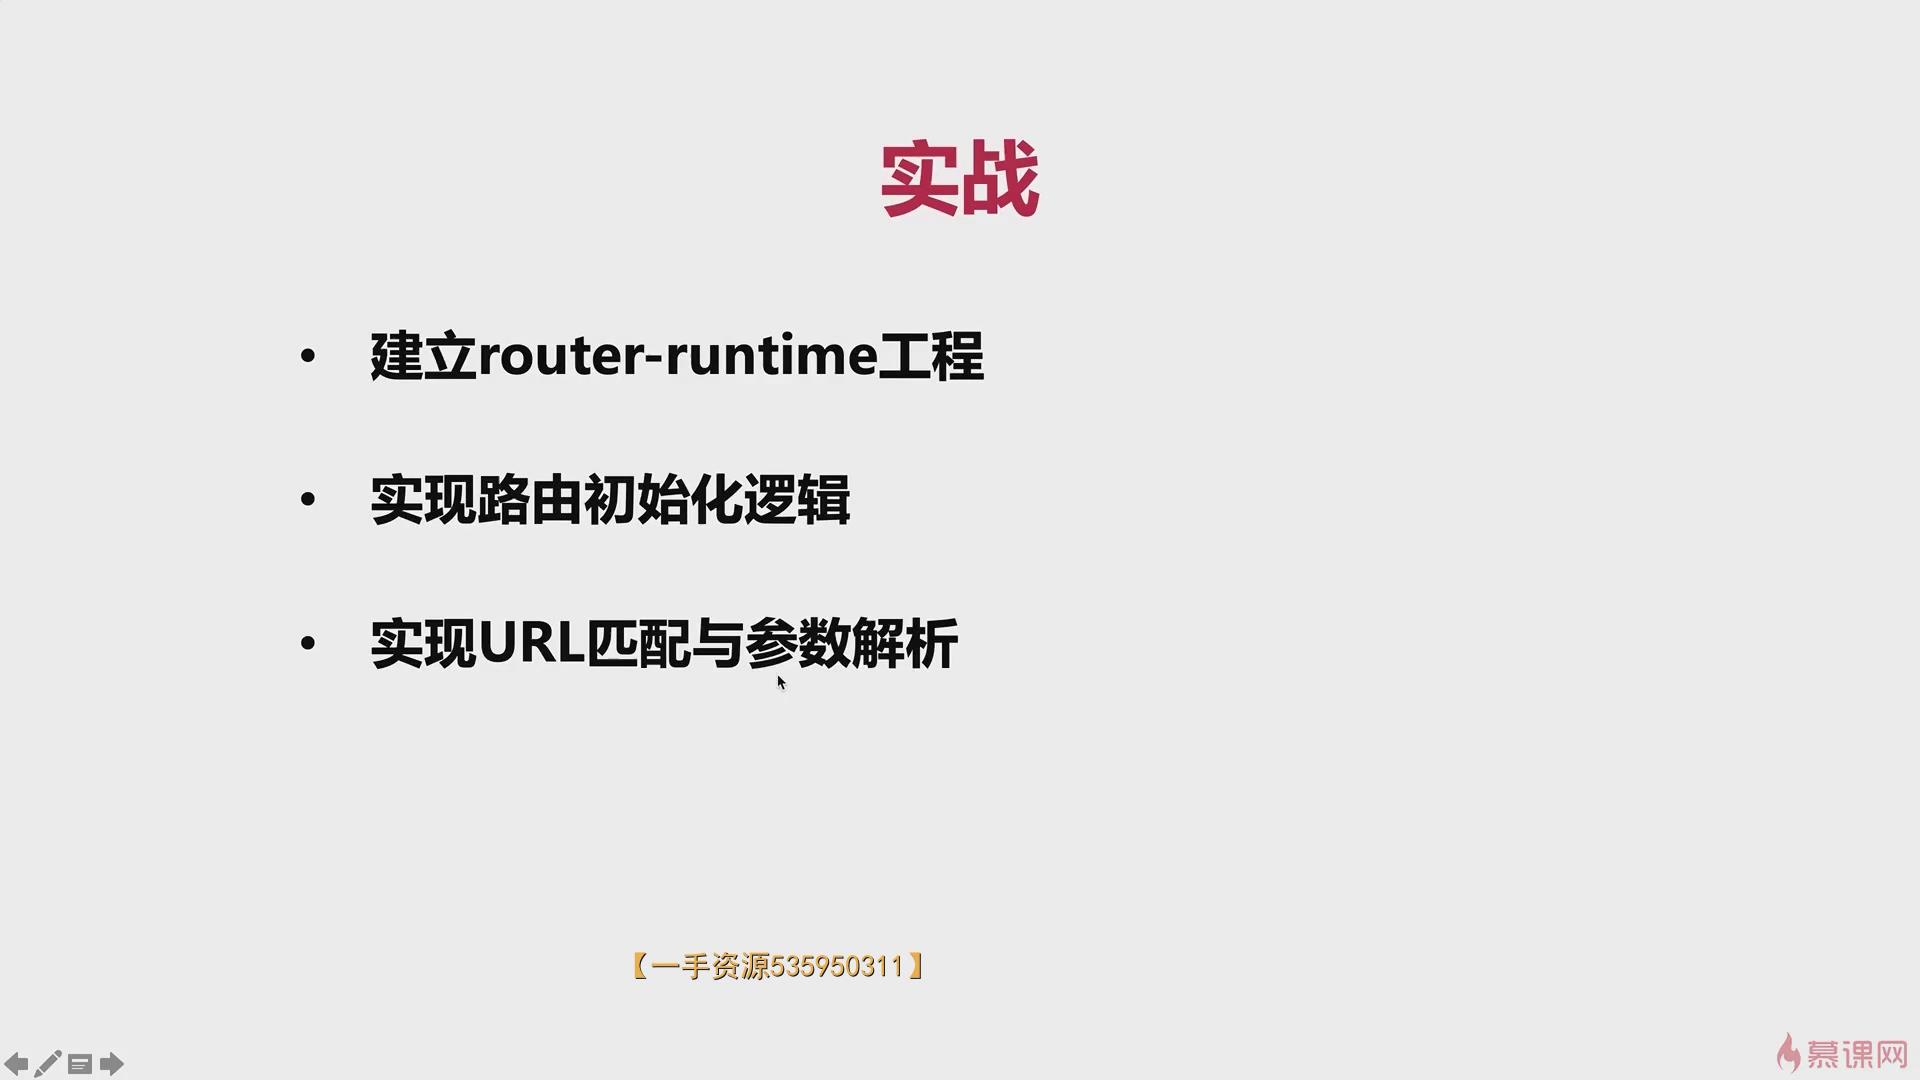 实战
• 建立router-runtime工程
• 实现路由初始化逻辑
• 实现URL匹配与参数解析
【一手资源535950311】
慕课网